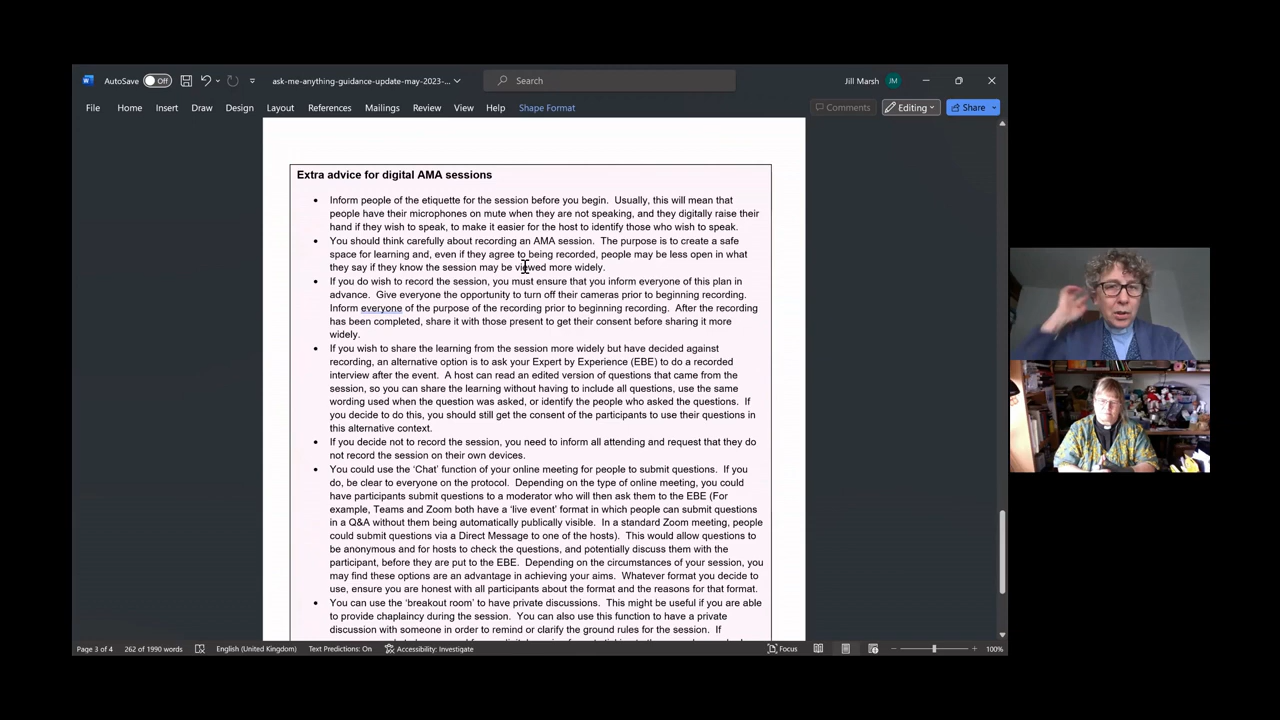 AutoSave Off ask-me-anything-guidance-update-may-2023-... Search Jill Marsh JM
File Home Insert Draw Design Layout References Mailings Review View Help Shape Format Comments Editing Share
Extra advice for digital AMA sessions
• Inform people of the etiquette for the session before you begin. Usually, this will mean that
people have their microphones on mute when they are not speaking, and they digitally raise their
hand if they wish to speak, to make it easier for the host to identify those who wish to speak.
• You should think carefully about recording an AMA session. The purpose is to create a safe
space for learning and, even if they agree to being recorded, people may be less open in what
they say if they know the session may be viewed more widely.
• If you do wish to record the session, you must ensure that you inform everyone of this plan in
advance. Give everyone the opportunity to turn off their cameras prior to beginning recording.
Inform everyone of the purpose of the recording prior to beginning recording. After the recording
has been completed, share it with those present to get their consent before sharing it more
widely.
• If you wish to share the learning from the session more widely but have decided against
recording, an alternative option is to ask your Expert by Experience (EBE) to do a recorded
interview after the event. A host can read an edited version of questions that came from the
session, so you can share the learning without having to include all questions, use the same
wording used when the question was asked, or identify the people who asked the questions. If
you decide to do this, you should still get the consent of the participants to use their questions in
this alternative context.
• If you decide not to record the session, you need to inform all attending and request that they do
not record the session on their own devices.
• You could use the ‘Chat’ function of your online meeting for people to submit questions. If you
do, be clear to everyone on the protocol. Depending on the type of online meeting, you could
have participants submit questions to a moderator who will then ask them to the EBE (For
example, Teams and Zoom both have a ‘live event’ format in which people can submit questions
in a Q&A without them being automatically publically visible. In a standard Zoom meeting, people
could submit questions via a Direct Message to one of the hosts). This would allow questions to
be anonymous and for hosts to check the questions, and potentially discuss them with the
participant, before they are put to the EBE. Depending on the circumstances of your session, you
may find these options are an advantage in achieving your aims. Whatever format you decide to
use, ensure you are honest with all participants about the format and the reasons for that format.
• You can use the ‘breakout room’ to have private discussions. This might be useful if you are able
to provide chaplaincy during the session. You can also use this function to have a private
discussion with someone in order to remind or clarify the ground rules for the session. If
Page 3 of 4 262 of 1990 words English (United Kingdom) Text Predictions: On Accessibility: Investigate Focus 100%